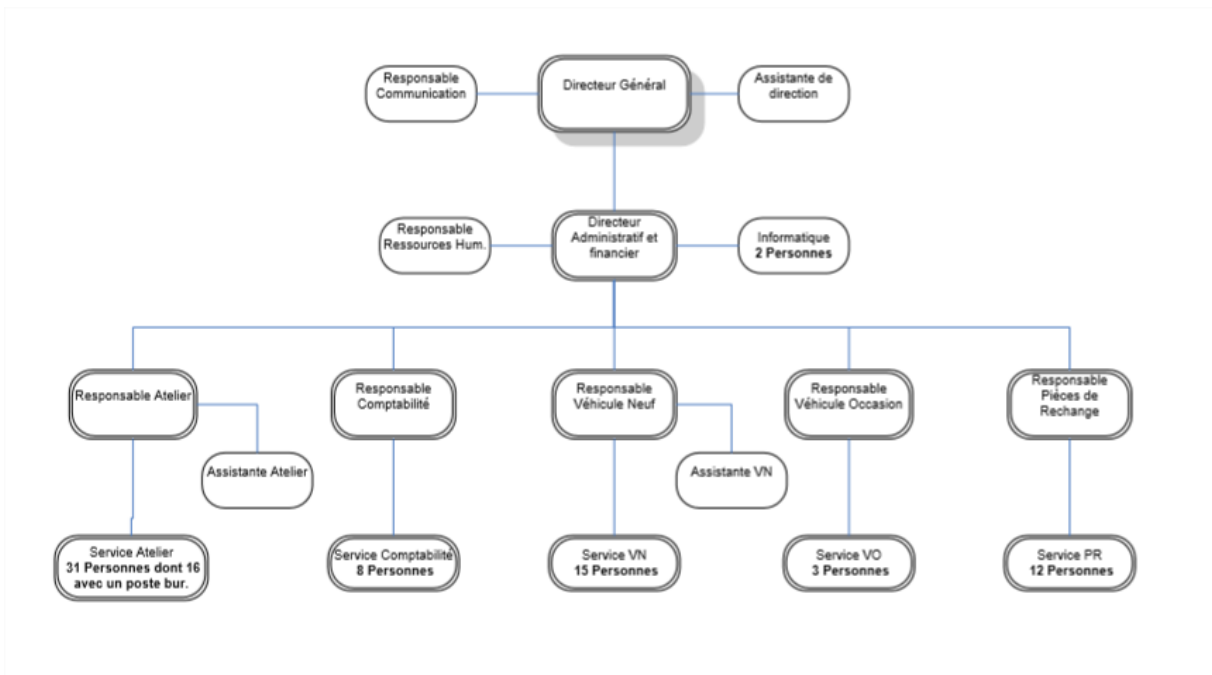 Responsable
Communication
Directeur Général
Assistante de
direction
Responsable
Ressources Hum.
Directeur
Administratif et
financier
Informatique
2 Personnes
Responsable Atelier
Responsable
Comptabilité
Responsable
Véhicule Neuf
Responsable
Véhicule Occasion
Responsable
Pièces de
Rechange
Assistante Atelier
Assistante VN
Service Atelier
31 Personnes dont 16
avec un poste bur.
Service Comptabilité
8 Personnes
Service VN
15 Personnes
Service VO
3 Personnes
Service PR
12 Personnes